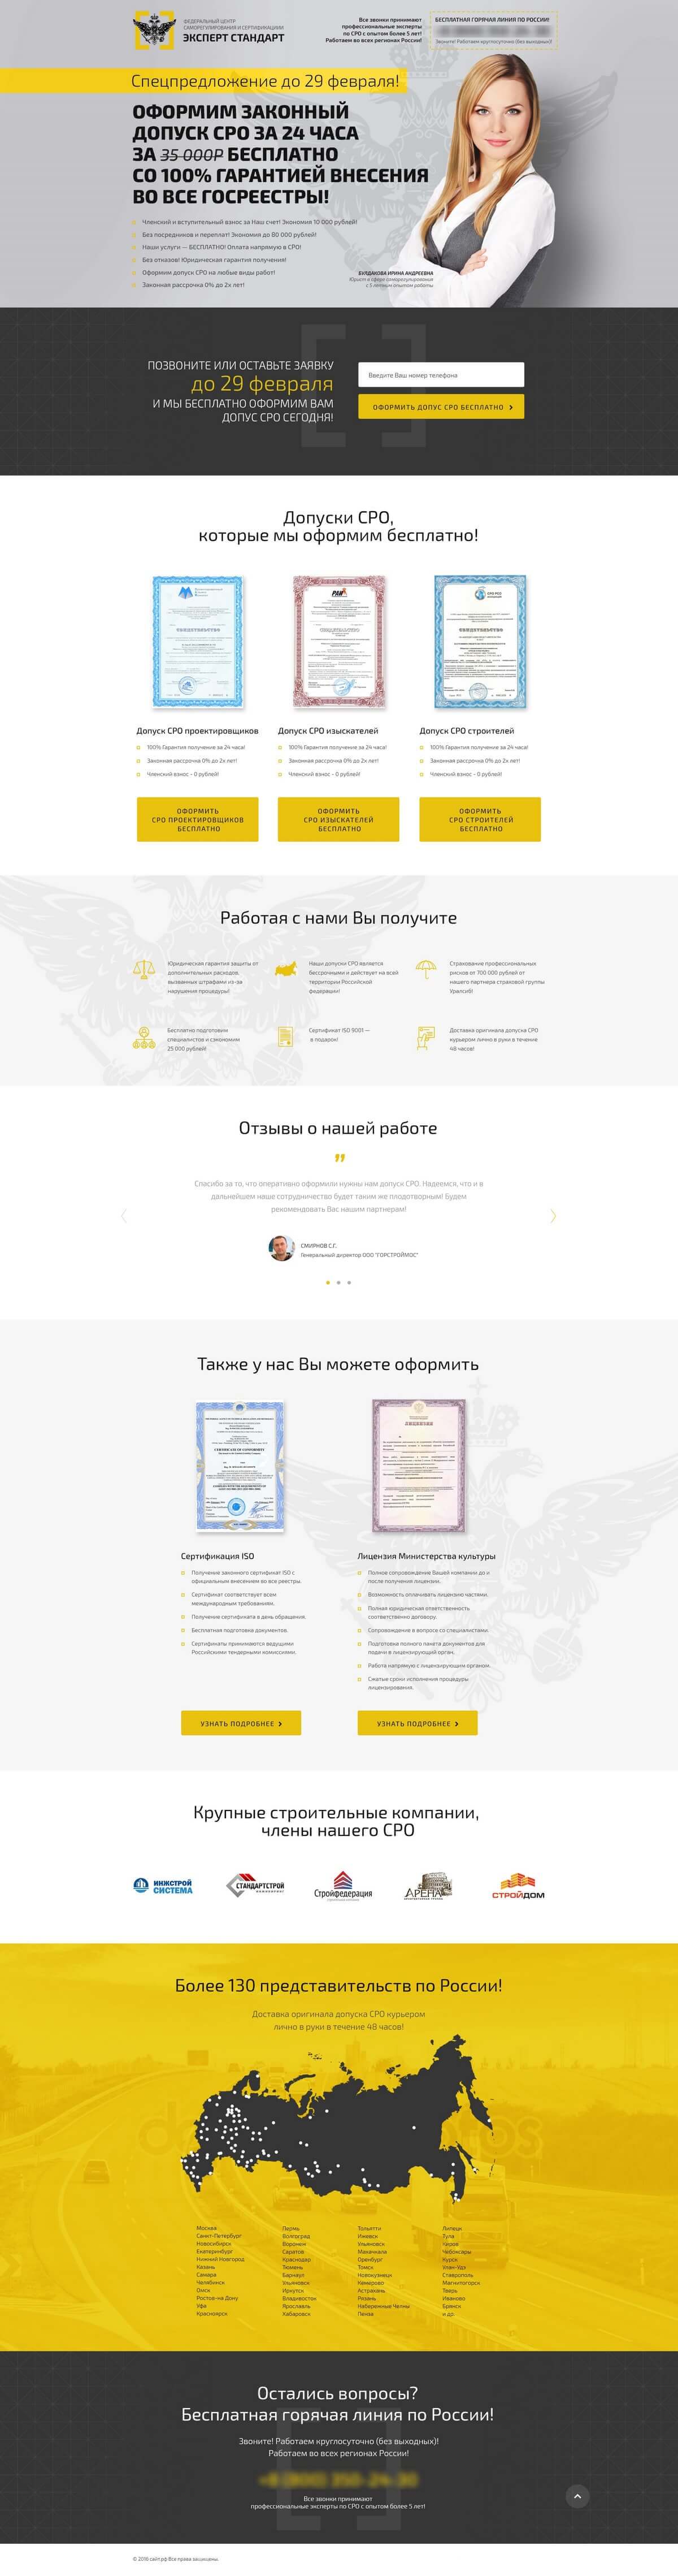 ФЕДЕРАЛЬНЫЙ ЦЕНТР
САМОРЕГУЛИРОВАНИЯ И СЕРТИФИКАЦИИ
ЭКСПЕРТ СТАНДАРТ
Все звонки принимают
профессиональные эксперты
по СРО с опытом более 5 лет!
Работаем во всех регионах России!
БЕСПЛАТНАЯ ГОРЯЧАЯ ЛИНИЯ ПО РОССИИ!
Звоните! Работаем круглосуточно (без выходных)!
Спецпредложение до 29 февраля!
ОФОРМИМ ЗАКОННЫЙ
ДОПУСК СРО ЗА 24 ЧАСА
ЗА 35 000Р БЕСПЛАТНО
СО 100% ГАРАНТИЕЙ ВНЕСЕНИЯ
ВО ВСЕ ГОСРЕЕСТРЫ!
Членский и вступительный взнос за Наш счет! Экономия 10 000 рублей!
Без посредников и переплат! Экономия до 80 000 рублей!
Наши услуги — БЕСПЛАТНО! Оплата напрямую в СРО!
Без отказов! Юридическая гарантия получения!
Оформим допуск СРО на любые виды работ!
Законная рассрочка 0% до 2х лет!
БУЛДАКОВА ИРИНА АНДРЕЕВНА
Юрист в сфере саморегулирования
с 5 летним опытом работы
ПОЗВОНИТЕ ИЛИ ОСТАВЬТЕ ЗАЯВКУ
до 29 февраля
И МЫ БЕСПЛАТНО ОФОРМИМ ВАМ
ДОПУС СРО СЕГОДНЯ!
Введите Ваш номер телефона
ОФОРМИТЬ ДОПУС СРО БЕСПЛАТНО
Допуски СРО,
которые мы оформим бесплатно!
Допуск СРО проектировщиков
100% Гарантия получение за 24 часа!
Законная рассрочка 0% до 2х лет!
Членский взнос - 0 рублей!
ОФОРМИТЬ
СРО ПРОЕКТИРОВЩИКОВ
БЕСПЛАТНО
Допуск СРО изыскателей
100% Гарантия получение за 24 часа!
Законная рассрочка 0% до 2х лет!
Членский взнос - 0 рублей!
ОФОРМИТЬ
СРО ИЗЫСКАТЕЛЕЙ
БЕСПЛАТНО
Допуск СРО строителей
100% Гарантия получение за 24 часа!
Законная рассрочка 0% до 2х лет!
Членский взнос - 0 рублей!
ОФОРМИТЬ
СРО СТРОИТЕЛЕЙ
БЕСПЛАТНО
Работая с нами Вы получите
Юридическая гарантия защиты от
дополнительных расходов,
вызванных штрафами из-за
нарушения процедуры!
Наши допуски СРО является
бессрочными и действует на всей
территории Российской
федерации!
Страхование профессиональных
рисков от 700 000 рублей от
нашего партнера страховой группы
Уралсиб!
Бесплатно подготовим
специалистов и сэкономим
25 000 рублей!
Сертификат ISO 9001 —
в подарок!
Доставка оригинала допуска СРО
курьером лично в руки в течение
48 часов!
Отзывы о нашей работе
Спасибо за то, что оперативно оформили нужны нам допуск СРО. Надеемся, что и в
дальнейшем наше сотрудничество будет таким же плодотворным! Будем
рекомендовать Вас нашим партнерам!
СМИРНОВ С.Г.
Генеральный директор ООО "ГОРСТРОЙМОС"
Также у нас Вы можете оформить
Сертификация ISO
Получение законного сертификат ISO с
официальным внесением во все реестры.
Сертификат соответствует всем
международным требованиям.
Получение сертификата в день обращения.
Бесплатная подготовка документов.
Сертификаты принимаются ведущими
Российскими тендерными комиссиями.
УЗНАТЬ ПОДРОБНЕЕ
ЛИЦЕНЗИЯ
Лицензия Министерства культуры
Полное сопровождение Вашей компании до и
после получения лицензии.
Возможность оплачивать лицензию частями.
Полная юридическая ответственность
соответственно договору.
Сопровождение в вопросе со специалистами.
Подготовка полного пакета документов для
подачи в лицензирующий орган.
Работа напрямую с лицензирующим органом.
Сжатые сроки исполнения процедуры
лицензирования.
УЗНАТЬ ПОДРОБНЕЕ
Крупные строительные компании,
члены нашего СРО
ИНЖСТРОЙ
СИСТЕМА
СТАНДАРТСТРОЙ
Стройфедерация
АРЕНА
СТРОЙДОМ
Более 130 представительств по России!
Доставка оригинала допуска СРО курьером
лично в руки в течение 48 часов!
Москва
Санкт-Петербург
Новосибирск
Екатеринбург
Нижний Новгород
Казань
Самара
Челябинск
Омск
Ростов-на Дону
Уфа
Красноярск
Пермь
Волгоград
Воронеж
Саратов
Краснодар
Тюмень
Барнаул
Ульяновск
Иркутск
Владивосток
Ярославль
Хабаровск
Тольятти
Ижевск
Ульяновск
Махачкала
Оренбург
Томск
Новокузнецк
Кемерово
Астрахань
Рязань
Набережные Челны
Пенза
Липецк
Тула
Киров
Чебоксары
Курск
Улан-Удэ
Ставрополь
Магнитогорск
Тверь
Иваново
Брянск
и др.
Остались вопросы?
Бесплатная горячая линия по России!
Звоните! Работаем круглосуточно (без выходных)!
Работаем во всех регионах России!
Все звонки принимают
профессиональные эксперты по СРО с опытом более 5 лет!
© 2016 сайт.рф Все права защищены.